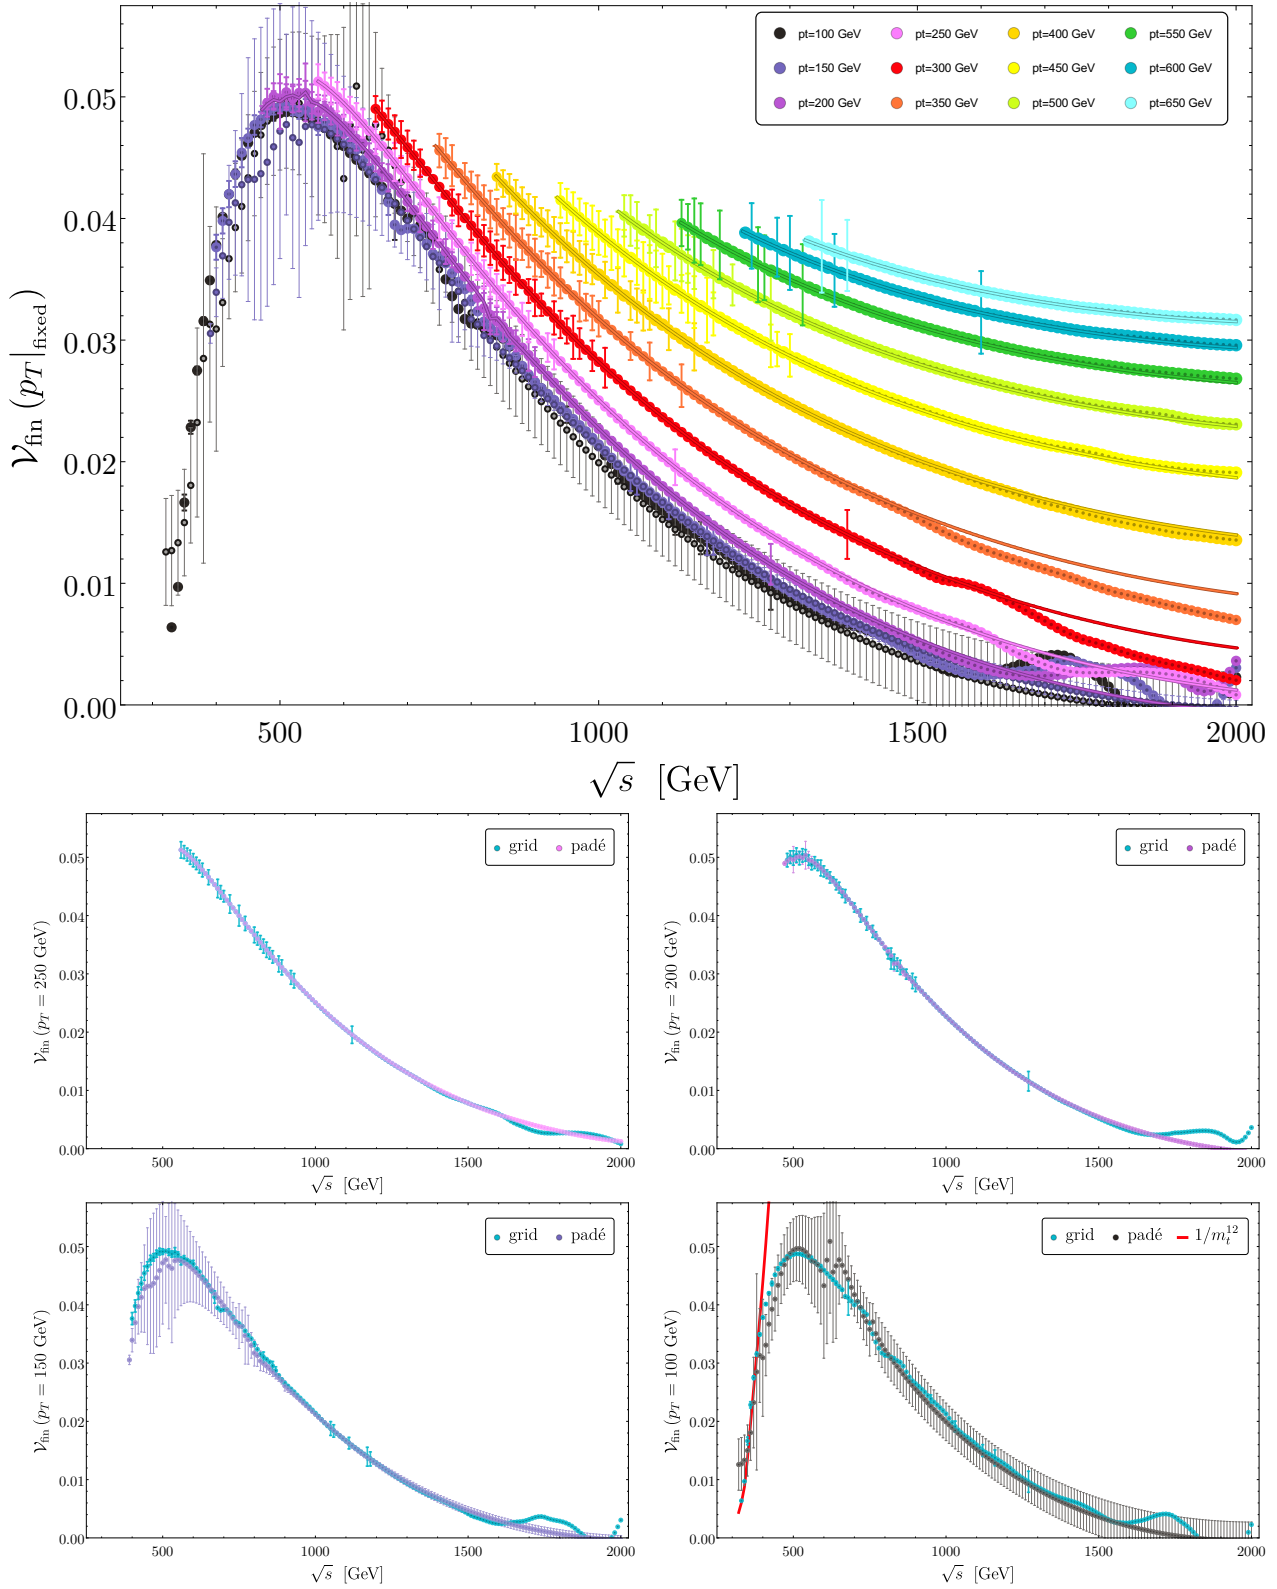 pt=100 GeV pt=250 GeV pt=400 GeV pt=550 GeV
pt=150 GeV pt=300 GeV pt=450 GeV pt=600 GeV
pt=200 GeV pt=350 GeV pt=500 GeV pt=650 GeV
0.05
0.04
0.03
0.02
0.01
0.00
𝒱fin (pT|fixed)
500 1000 1500 2000
√s [GeV]
grid padé
0.05
0.04
0.03
0.02
0.01
0.00
𝒱fin (pT = 250 GeV)
500 1000 1500 2000
√s [GeV]
grid padé
0.05
0.04
0.03
0.02
0.01
0.00
𝒱fin (pT = 200 GeV)
500 1000 1500 2000
√s [GeV]
grid padé
0.05
0.04
0.03
0.02
0.01
0.00
𝒱fin (pT = 150 GeV)
500 1000 1500 2000
√s [GeV]
grid padé 1/mt^12
0.05
0.04
0.03
0.02
0.01
0.00
𝒱fin (pT = 100 GeV)
500 1000 1500 2000
√s [GeV]